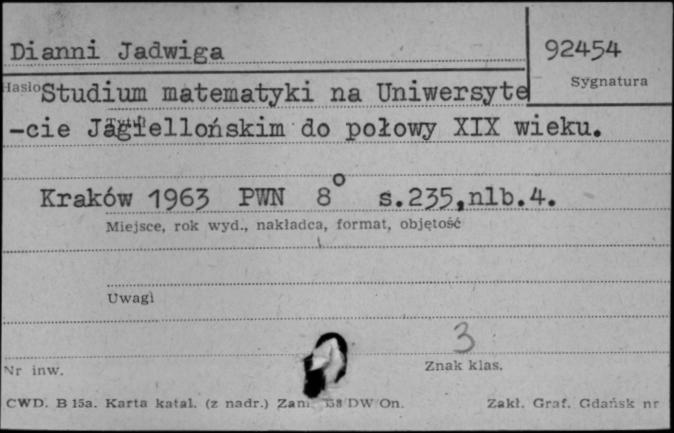 Dianni Jadwiga
92454
Hasło
Sygnatura
Studium matematyki na Uniwersyte
-cie Jagiellońskim do połowy XIX wieku.
Kraków 1963 PWN 8° s.235,nlb.4.
Miejsce, rok wyd., nakładca, format, objętość
Uwagi
3
Nr inw.
Znak klas.
CWD. B 15a. Karta katal. (z nadr.) Zam. DW On.
Zakł. Graf. Gdańsk nr